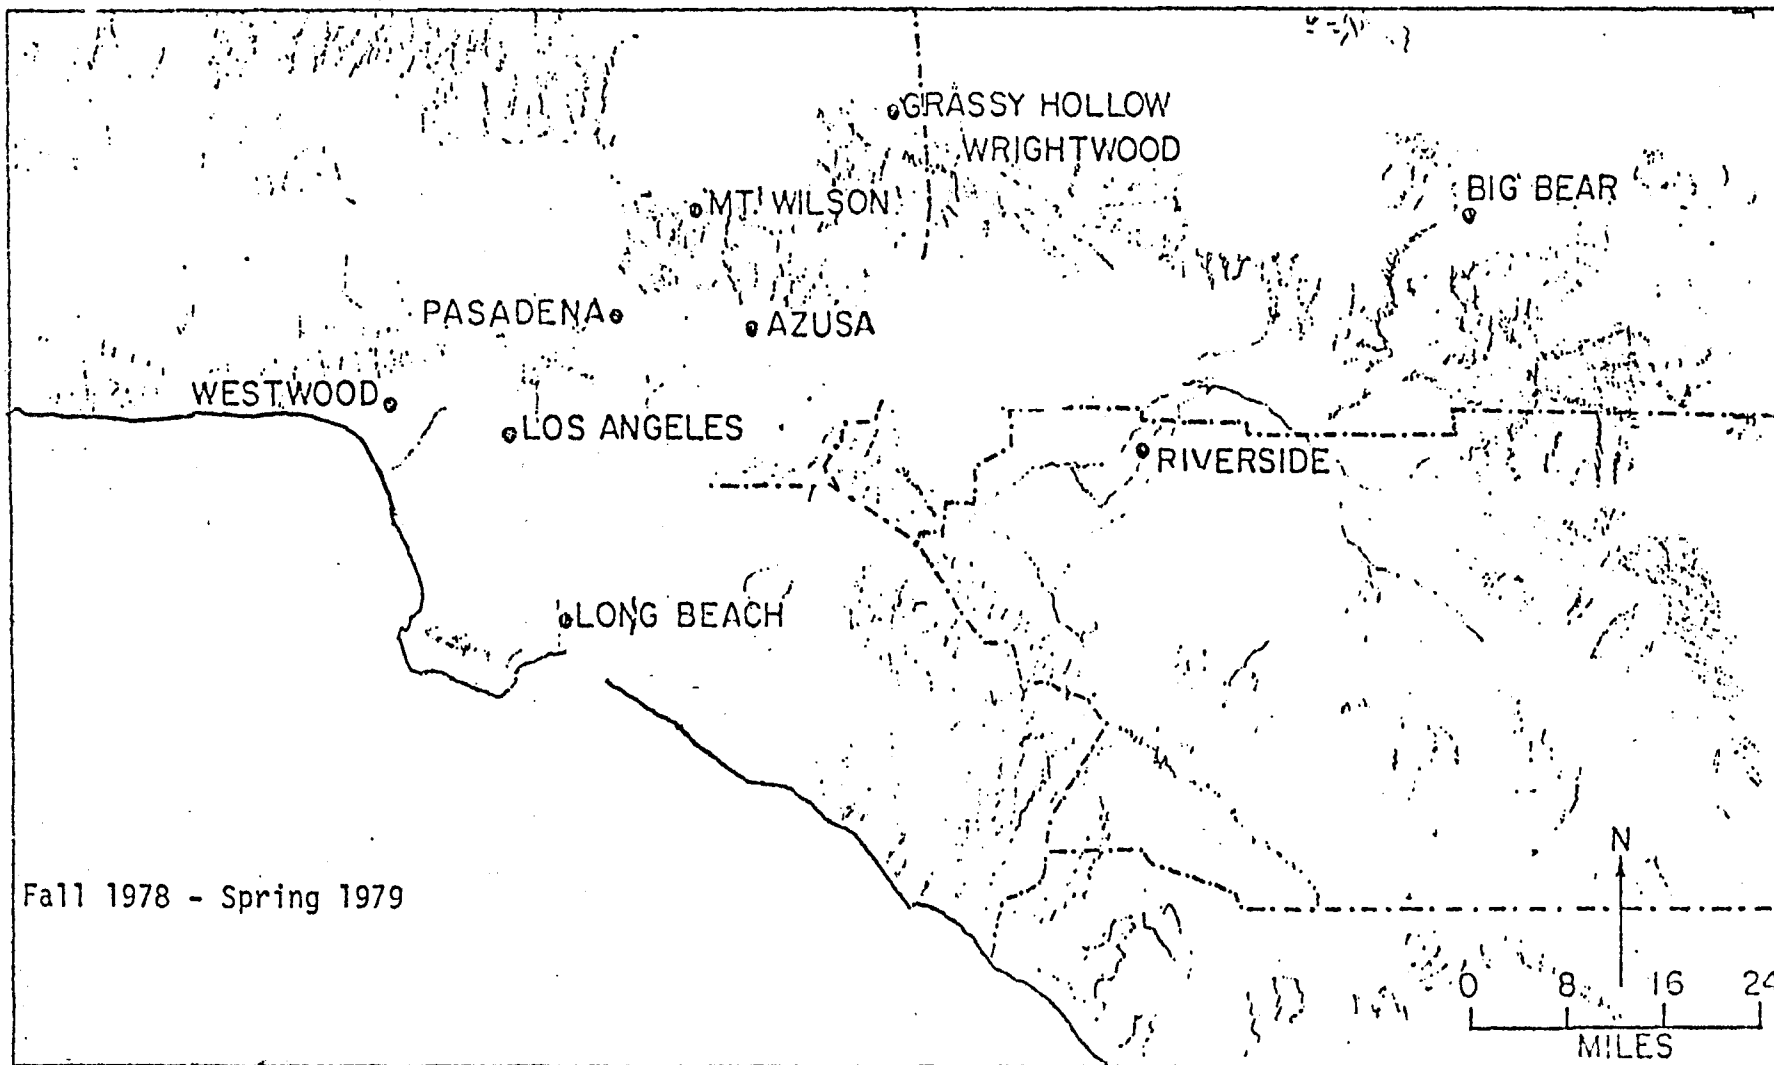 GRASSY HOLLOW
WRIGHTWOOD
MT. WILSON
BIG BEAR
PASADENA
AZUSA
WESTWOOD
LOS ANGELES
RIVERSIDE
LONG BEACH
Fall 1978 - Spring 1979
N
0 8 16 24
MILES